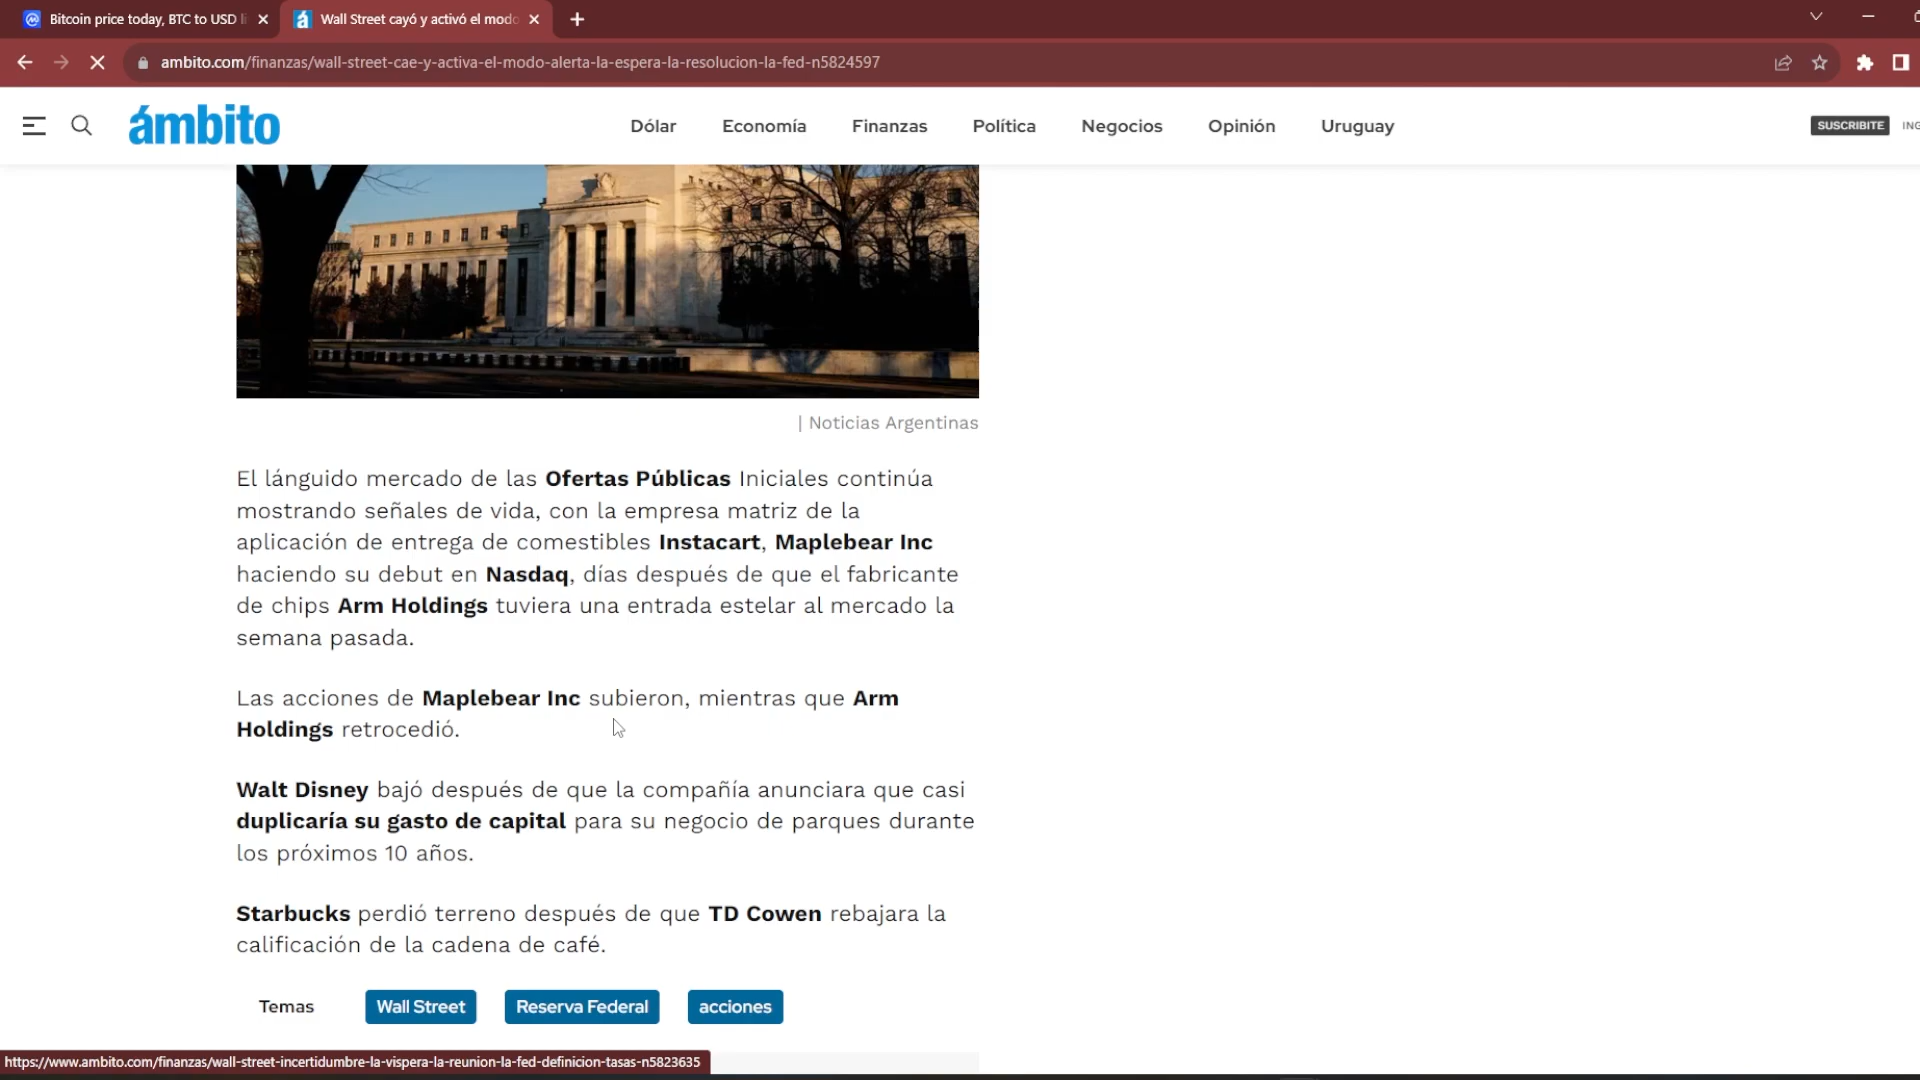 Bitcoin price today, BTC to USD li
Wall Street cayó y activó el modo
ambito.com/finanzas/wall-street-cae-y-activa-el-modo-alerta-la-espera-la-resolucion-la-fed-n5824597
ámbito
Dólar Economía Finanzas Política Negocios Opinión Uruguay
SUSCRIBITE ING
| Noticias Argentinas
El lánguido mercado de las Ofertas Públicas Iniciales continúa
mostrando señales de vida, con la empresa matriz de la
aplicación de entrega de comestibles Instacart, Maplebear Inc
haciendo su debut en Nasdaq, días después de que el fabricante
de chips Arm Holdings tuviera una entrada estelar al mercado la
semana pasada.
Las acciones de Maplebear Inc subieron, mientras que Arm
Holdings retrocedió.
Walt Disney bajó después de que la compañía anunciara que casi
duplicaría su gasto de capital para su negocio de parques durante
los próximos 10 años.
Starbucks perdió terreno después de que TD Cowen rebajara la
calificación de la cadena de café.
Temas Wall Street Reserva Federal acciones
https://www.ambito.com/finanzas/wall-street-incertidumbre-la-vispera-la-reunion-la-fed-definicion-tasas-n5823635